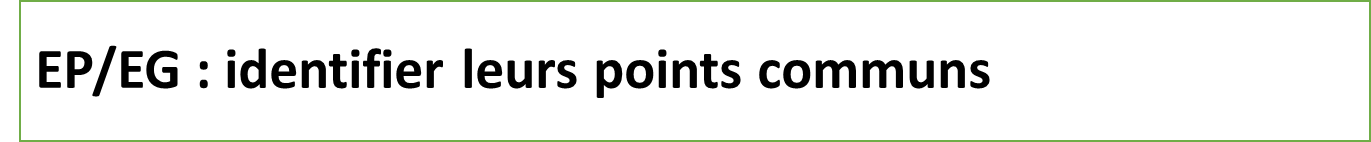 EP/EG : identifier leurs points communs